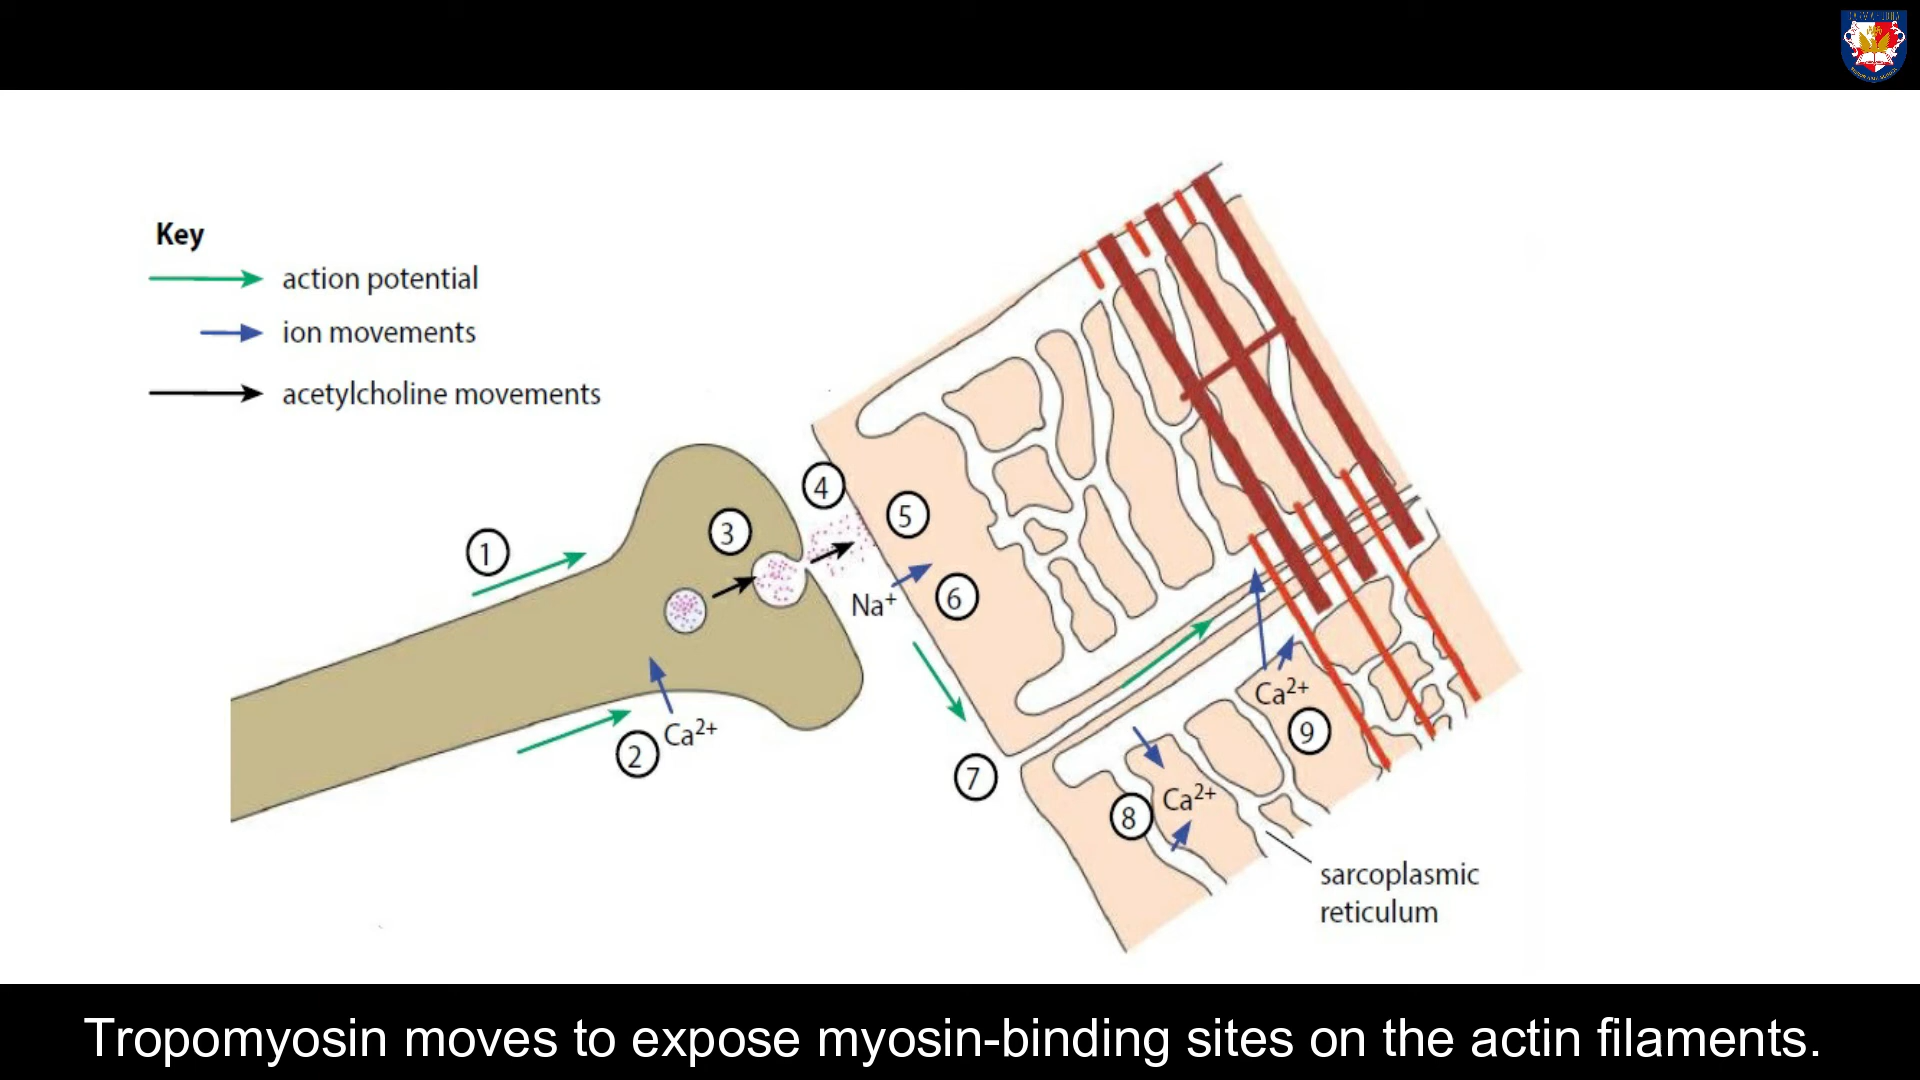 Key
action potential
ion movements
acetylcholine movements
1
2
3
4
5
6
7
8
9
Na+
Ca2+
Ca2+
Ca2+
sarcoplasmic
reticulum
Tropomyosin moves to expose myosin-binding sites on the actin filaments.